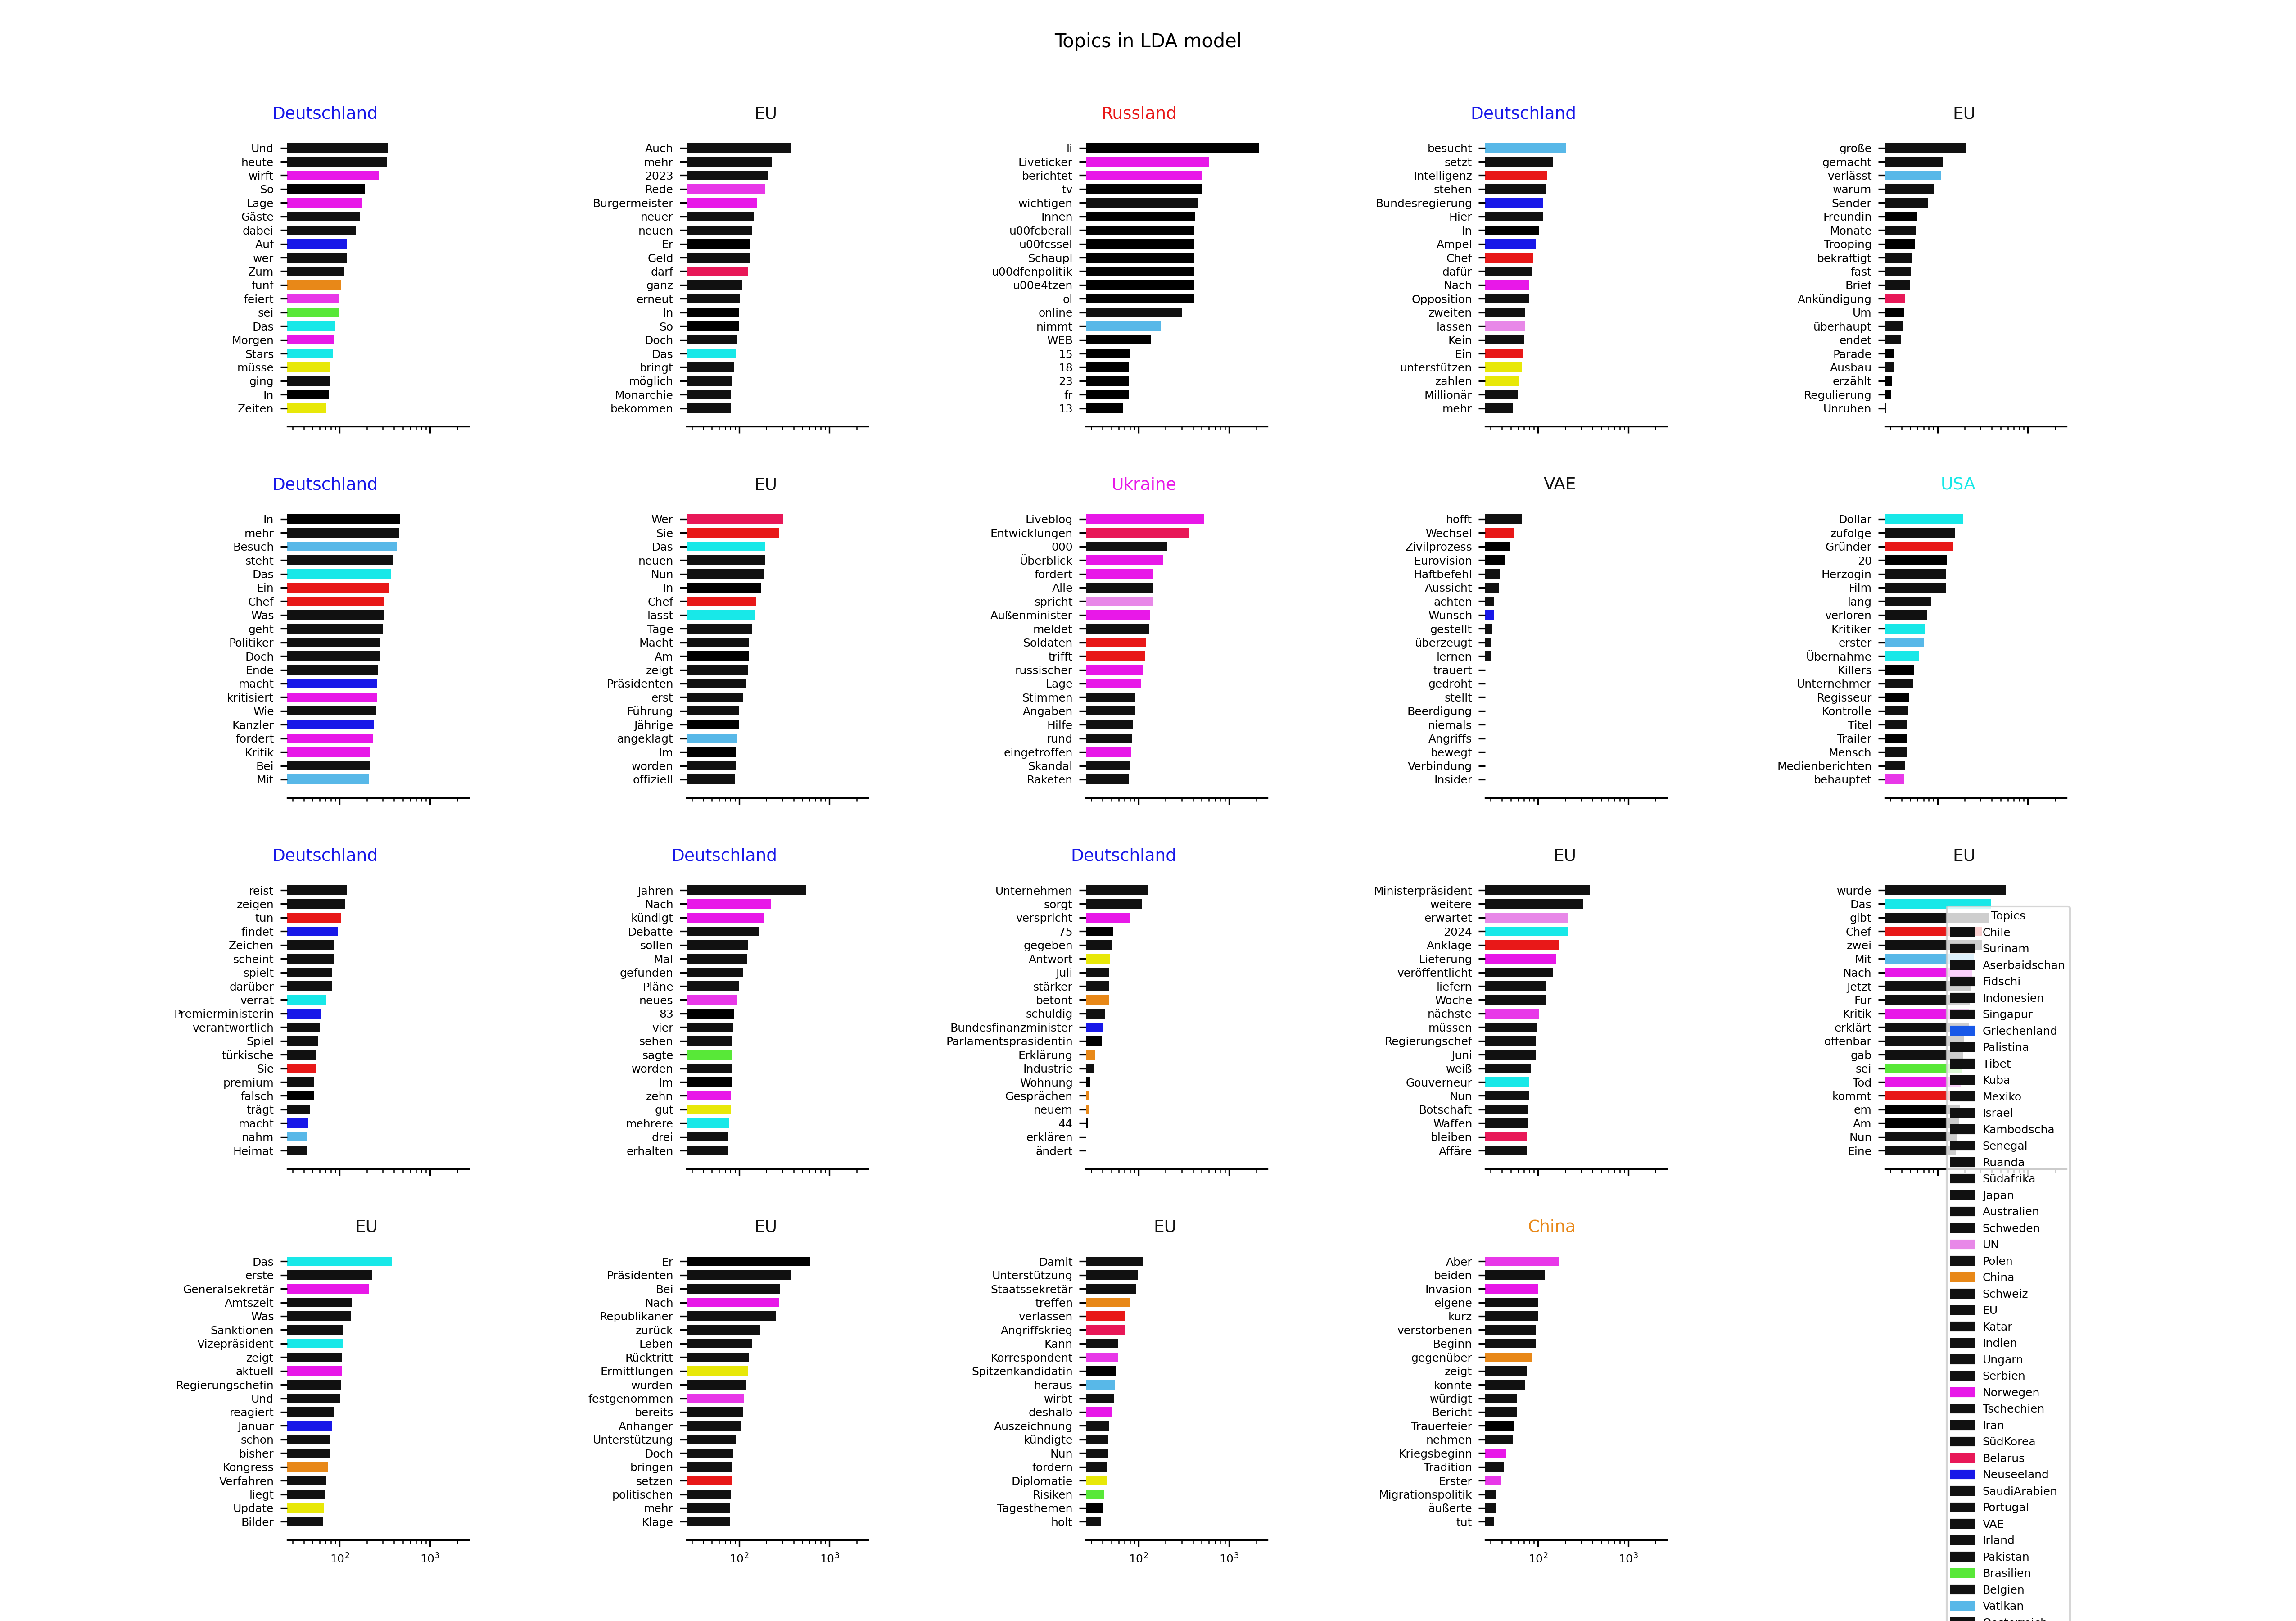 Topics in LDA model
Deutschland
Und
heute
wirft
So
Lage
Gäste
dabei
Auf
wer
Zum
fünf
feiert
sei
Das
Morgen
Stars
müsse
ging
In
Zeiten
EU
Auch
mehr
2023
Rede
Bürgermeister
neuer
neuen
Er
Geld
darf
ganz
erneut
In
So
Doch
Das
bringt
möglich
Monarchie
bekommen
Russland
li
Liveticker
berichtet
tv
wichtigen
Innen
u00fcberall
u00fcssel
Schaupl
u00dfenpolitik
u00e4tzen
ol
online
nimmt
WEB
15
18
23
fr
13
Deutschland
besucht
setzt
Intelligenz
stehen
Bundesregierung
Hier
In
Ampel
Chef
dafür
Nach
Opposition
zweiten
lassen
Kein
Ein
unterstützen
zahlen
Millionär
mehr
EU
große
gemacht
verlässt
warum
Sender
Freundin
Monate
Trooping
bekräftigt
fast
Brief
Ankündigung
Um
überhaupt
endet
Parade
Ausbau
erzählt
Regulierung
Unruhen
Deutschland
In
mehr
Besuch
steht
Das
Ein
Chef
Was
geht
Politiker
Doch
Ende
macht
kritisiert
Wie
Kanzler
fordert
Kritik
Bei
Mit
EU
Wer
Sie
Das
neuen
Nun
In
Chef
lässt
Tage
Macht
Am
zeigt
Präsidenten
erst
Führung
Jährige
angeklagt
Im
worden
offiziell
Ukraine
Liveblog
Entwicklungen
000
Überblick
fordert
Alle
spricht
Außenminister
meldet
Soldaten
trifft
russischer
Lage
Stimmen
Angaben
Hilfe
rund
eingetroffen
Skandal
Raketen
VAE
hofft
Wechsel
Zivilprozess
Eurovision
Haftbefehl
Aussicht
achten
Wunsch
gestellt
überzeugt
lernen
trauert
gedroht
stellt
Beerdigung
niemals
Angriffs
bewegt
Verbindung
Insider
USA
Dollar
zufolge
Gründer
20
Herzogin
Film
lang
verloren
Kritiker
erster
Übernahme
Killers
Unternehmer
Regisseur
Kontrolle
Titel
Trailer
Mensch
Medienberichten
behauptet
Deutschland
reist
zeigen
tun
findet
Zeichen
scheint
spielt
darüber
verrät
Premierministerin
verantwortlich
Spiel
türkische
Sie
premium
falsch
trägt
macht
nahm
Heimat
Deutschland
Jahren
Nach
kündigt
Debatte
sollen
Mal
gefunden
Pläne
neues
83
vier
sehen
sagte
worden
Im
zehn
gut
mehrere
drei
erhalten
Deutschland
Unternehmen
sorgt
verspricht
75
gegeben
Antwort
Juli
stärker
betont
schuldig
Bundesfinanzminister
Parlamentspräsidentin
Erklärung
Industrie
Wohnung
Gesprächen
neuem
44
erklären
ändert
EU
Ministerpräsident
weitere
erwartet
2024
Anklage
Lieferung
veröffentlicht
liefern
Woche
nächste
müssen
Regierungschef
Juni
weiß
Gouverneur
Nun
Botschaft
Waffen
bleiben
Affäre
EU
wurde
Das
gibt
Chef
zwei
Mit
Nach
Jetzt
Für
Kritik
erklärt
offenbar
gab
sei
Tod
kommt
em
Am
Nun
Eine
EU
Das
erste
Generalsekretär
Amtszeit
Was
Sanktionen
Vizepräsident
zeigt
aktuell
Regierungschefin
Und
reagiert
Januar
schon
bisher
Kongress
Verfahren
liegt
Update
Bilder
10²
10³
EU
Er
Präsidenten
Bei
Nach
Republikaner
zurück
Leben
Rücktritt
Ermittlungen
wurden
festgenommen
bereits
Anhänger
Unterstützung
Doch
bringen
setzen
politischen
mehr
Klage
10²
10³
EU
Damit
Unterstützung
Staatssekretär
treffen
verlassen
Angriffskrieg
Kann
Korrespondent
Spitzenkandidatin
heraus
wirbt
deshalb
Auszeichnung
kündigte
Nun
fordern
Diplomatie
Risiken
Tagesthemen
holt
10²
10³
China
Aber
beiden
Invasion
eigene
kurz
verstorbenen
Beginn
gegenüber
zeigt
konnte
würdigt
Bericht
Trauerfeier
nehmen
Kriegsbeginn
Tradition
Erster
Migrationspolitik
äußerte
tut
10²
10³
Topics
Chile
Surinam
Aserbaidschan
Fidschi
Indonesien
Singapur
Griechenland
Palistina
Tibet
Kuba
Mexiko
Israel
Kambodscha
Senegal
Ruanda
Südafrika
Japan
Australien
Schweden
UN
Polen
China
Schweiz
EU
Katar
Indien
Ungarn
Serbien
Norwegen
Tschechien
Iran
SüdKorea
Belarus
Neuseeland
SaudiArabien
Portugal
VAE
Irland
Pakistan
Brasilien
Belgien
Vatikan